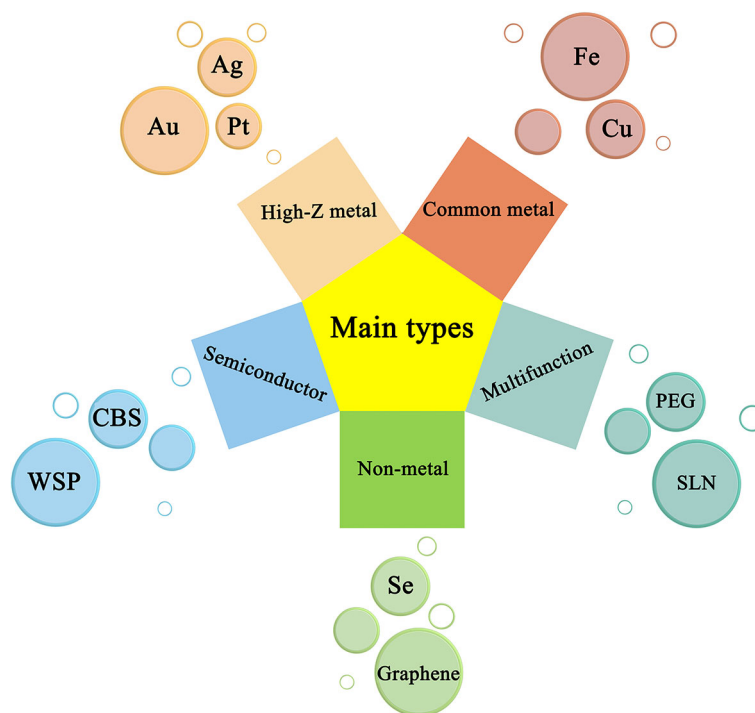 Ag
Au
Pt
High-Z metal
Fe
Cu
Common metal
Main types
Semiconductor
CBS
WSP
Multifunction
PEG
SLN
Non-metal
Se
Graphene